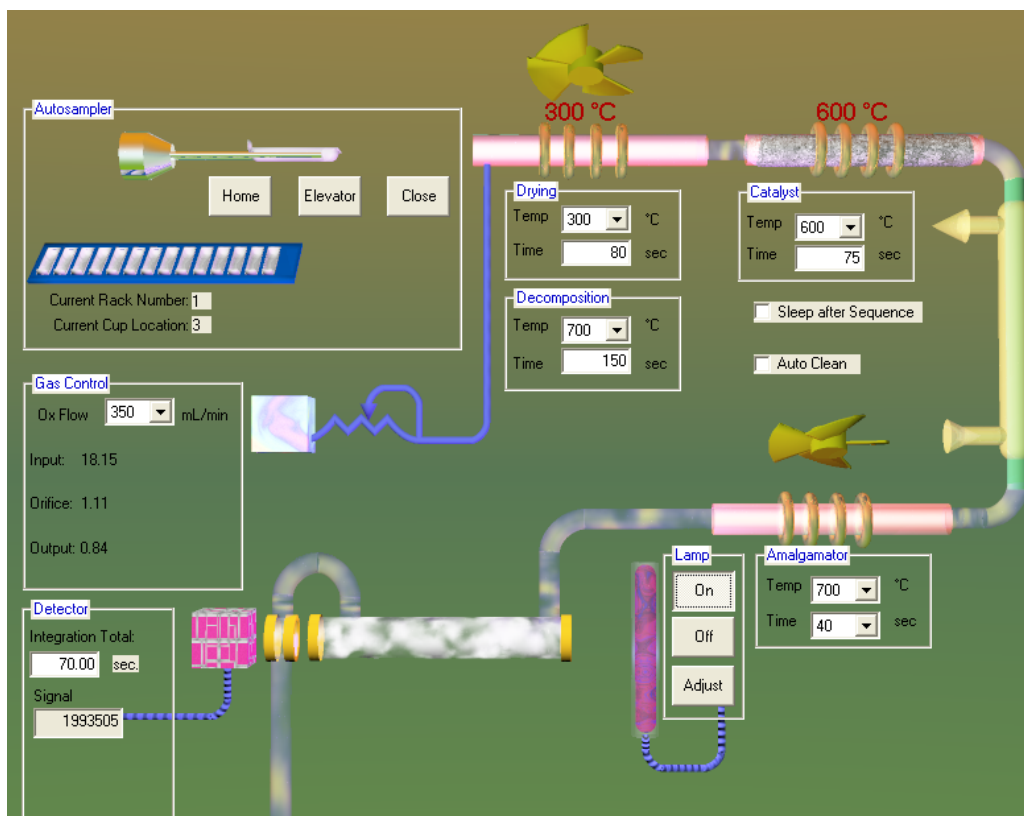 300 °C
600 °C
Autosampler
Home
Elevator
Close
Current Rack Number: 1
Current Cup Location: 3
Drying
Temp 300 °C
Time 80 sec
Catalyst
Temp 600 °C
Time 75 sec
Decomposition
Temp 700 °C
Time 150 sec
Sleep after Sequence
Auto Clean
Gas Control
Ox Flow 350 mL/min
Input: 18.15
Orifice: 1.11
Output: 0.84
Lamp
On
Off
Adjust
Amalgamator
Temp 700 °C
Time 40 sec
Detector
Integration Total:
70.00 sec.
Signal
1993505